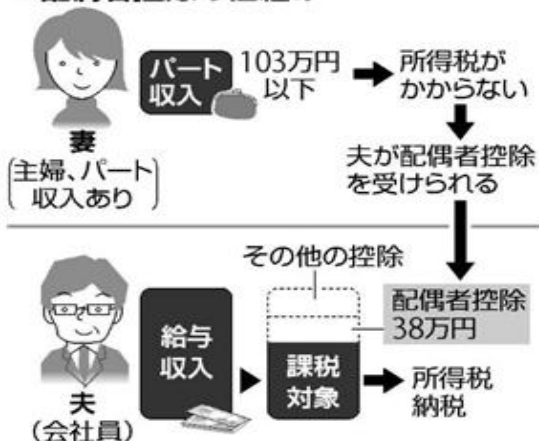 パート
収入
103万円
以下
所得税が
かからない
妻
(主婦、パート
収入あり)
夫が配偶者控除
を受けられる
その他の控除
配偶者控除
38万円
給与
収入
課税
対象
所得税
納税
夫
(会社員)